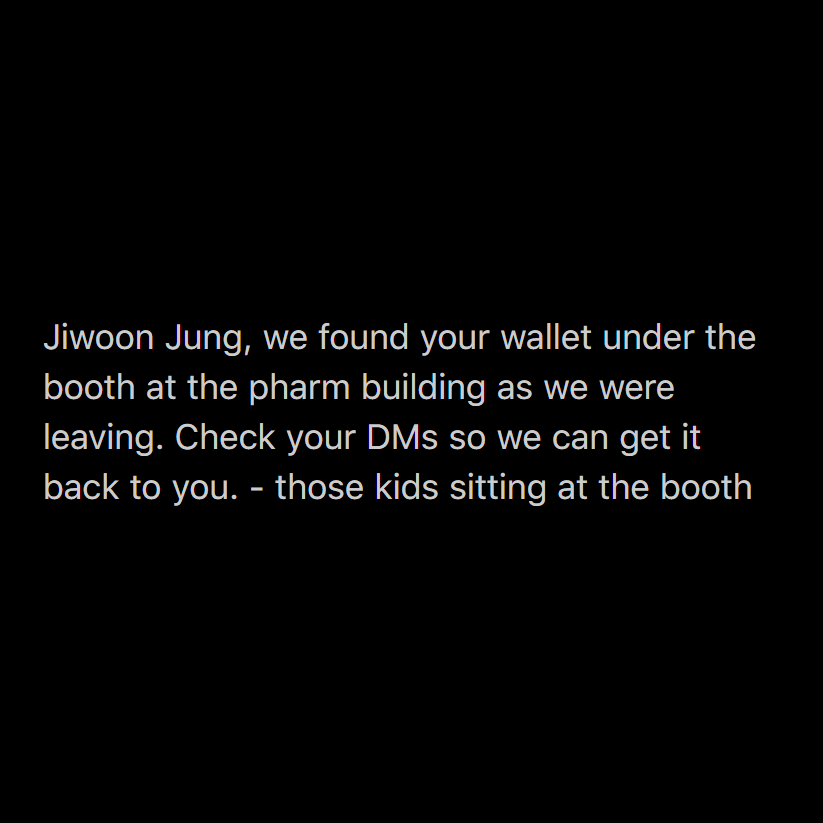 Jiwoon Jung, we found your wallet under the
booth at the pharm building as we were
leaving. Check your DMs so we can get it
back to you. - those kids sitting at the booth